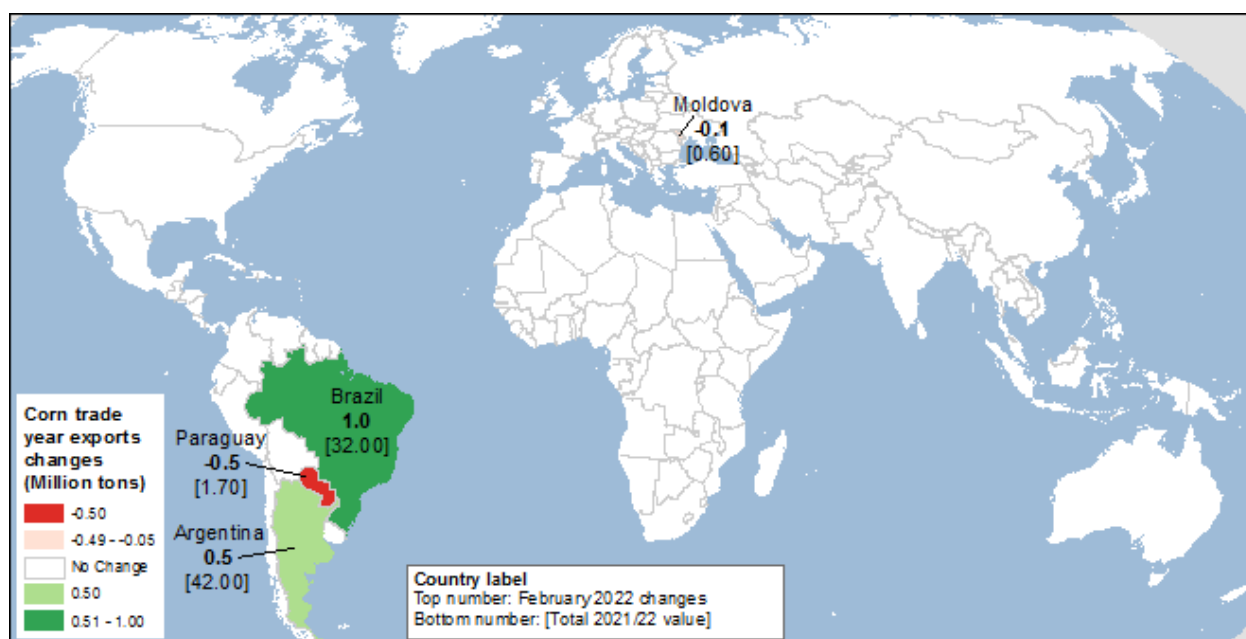 Moldova
-0.1
[0.60]
Brazil
1.0
[32.00]
Paraguay
-0.5
[1.70]
Argentina
0.5
[42.00]
Corn trade
year exports
changes
(Million tons)
-0.50
-0.49 - -0.05
No Change
0.50
0.51 - 1.00
Country label
Top number: February 2022 changes
Bottom number: [Total 2021/22 value]